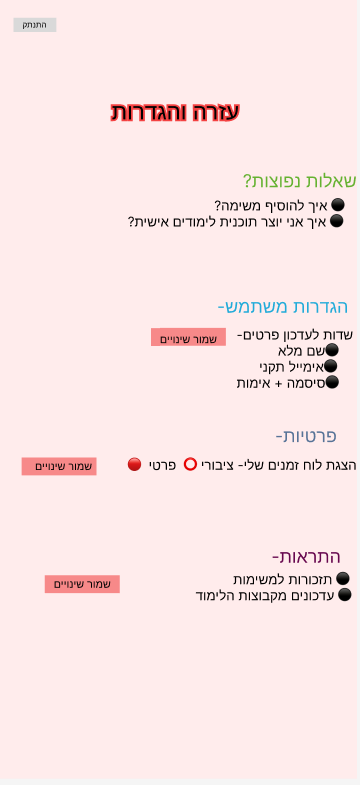 התנתק
עזרה והגדרות
שאלות נפוצות?
איך להוסיף משימה?
איך אני יוצר תוכנית לימודים אישית?
הגדרות משתמש-
שדות לעדכון פרטים-
שמור שינויים
שם מלא
אימייל תקני
סיסמה + אימות
פרטיות-
הצגת לוח זמנים שלי- ציבורי פרטי
שמור שינויים
התראות-
תזכורות למשימות
שמור שינויים
עדכונים מקבוצות הלימוד